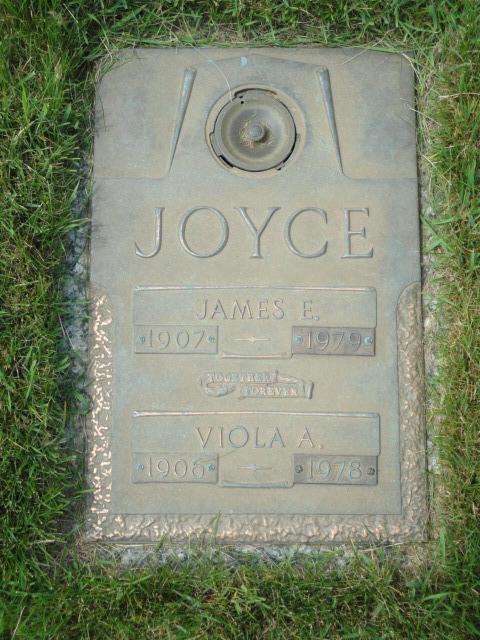 JOYCE
JAMES E.
1907 1979
TOGETHER
FOREVER
VIOLA A.
1906 1978